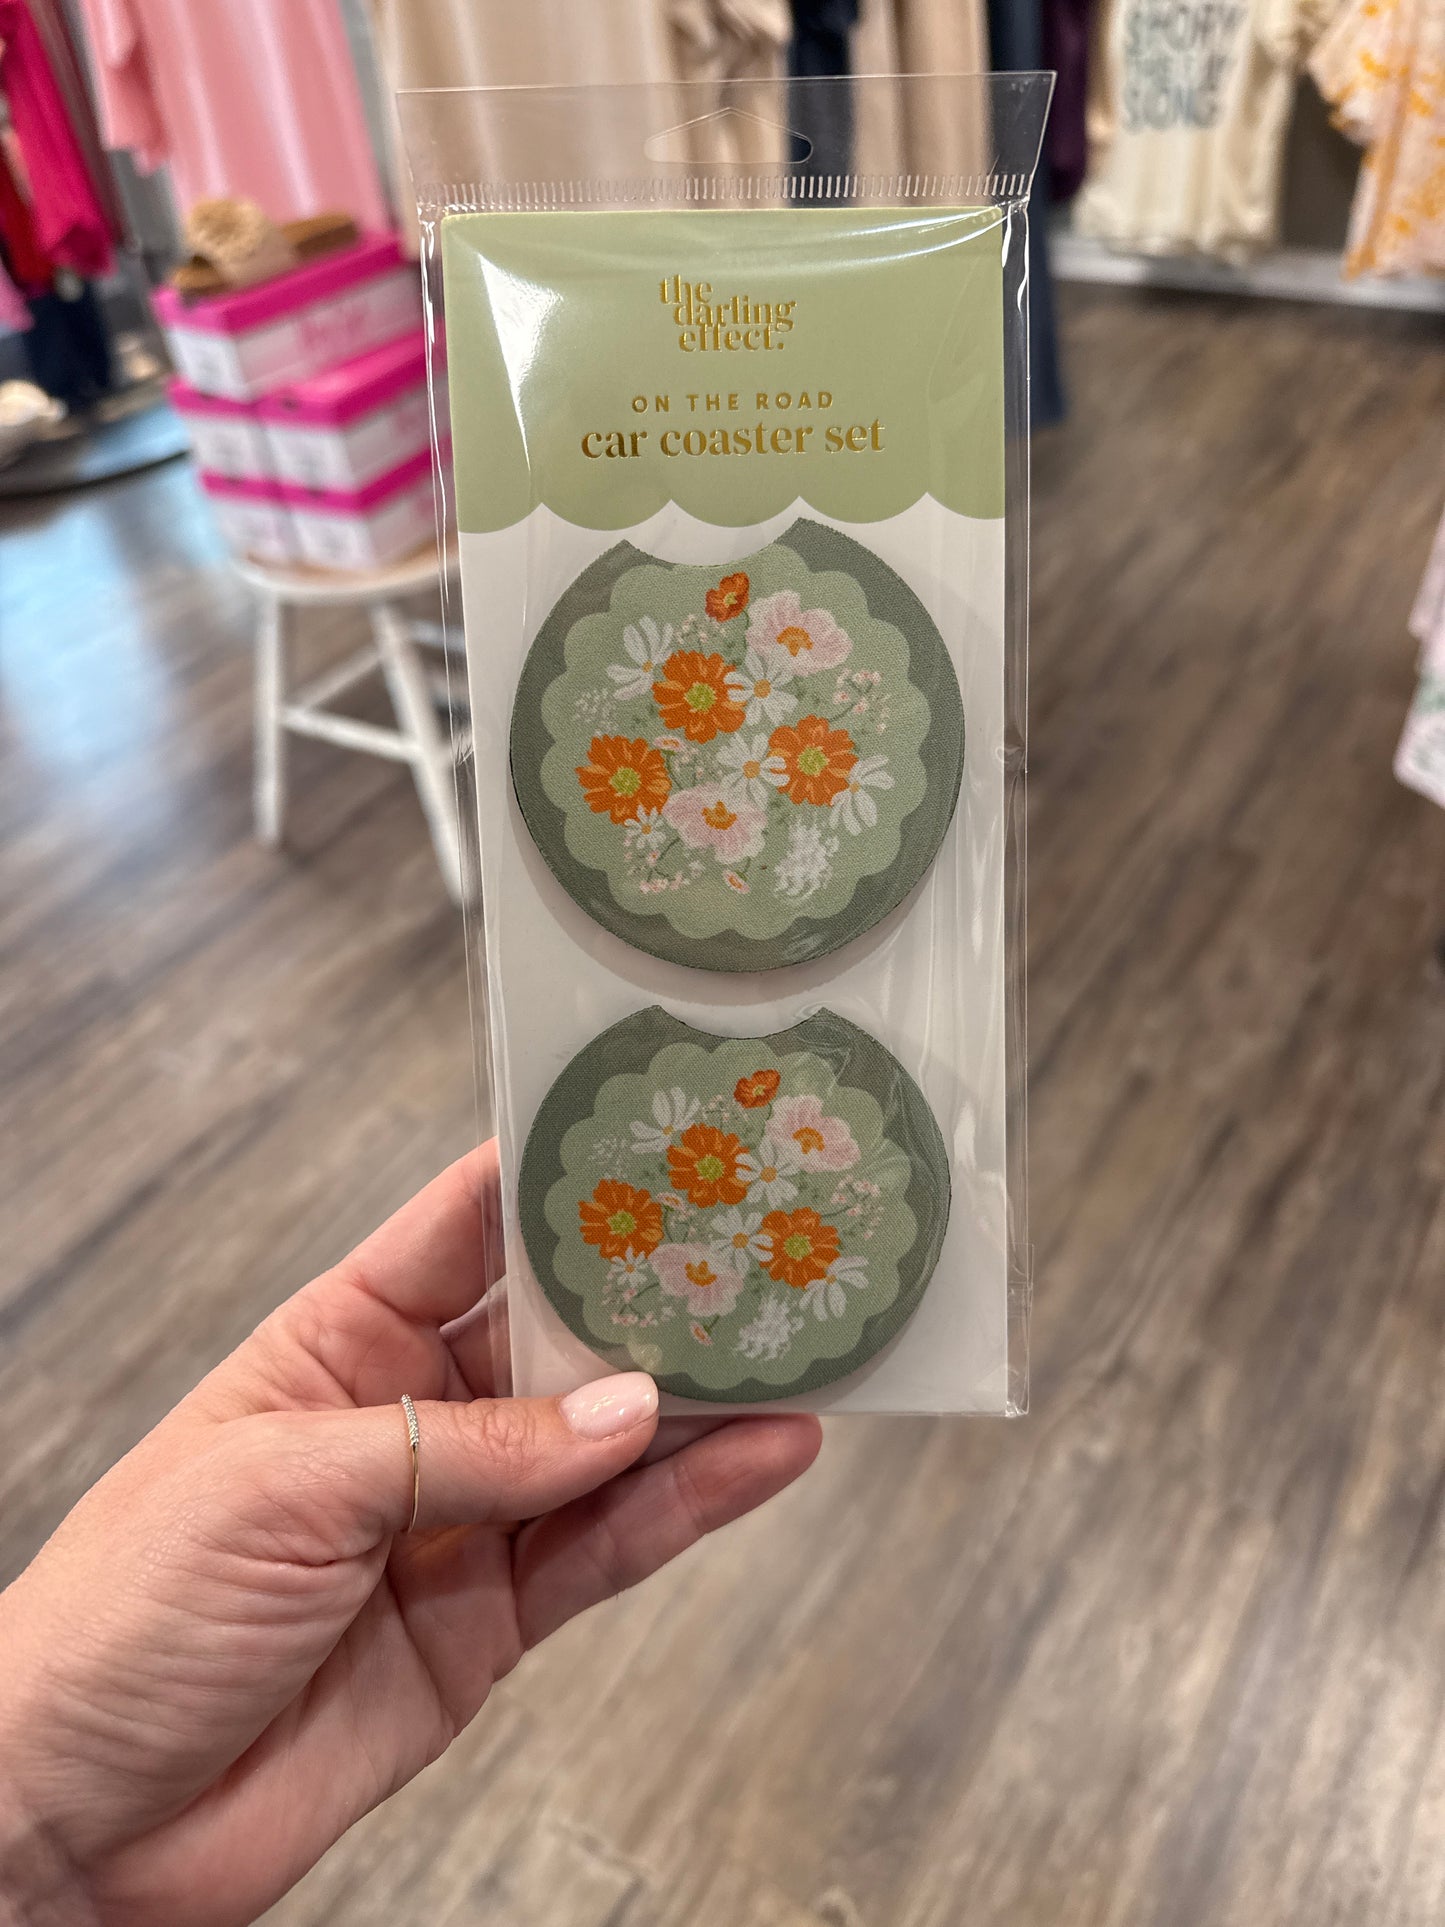 the
darling
effect.
ON THE ROAD
car coaster set